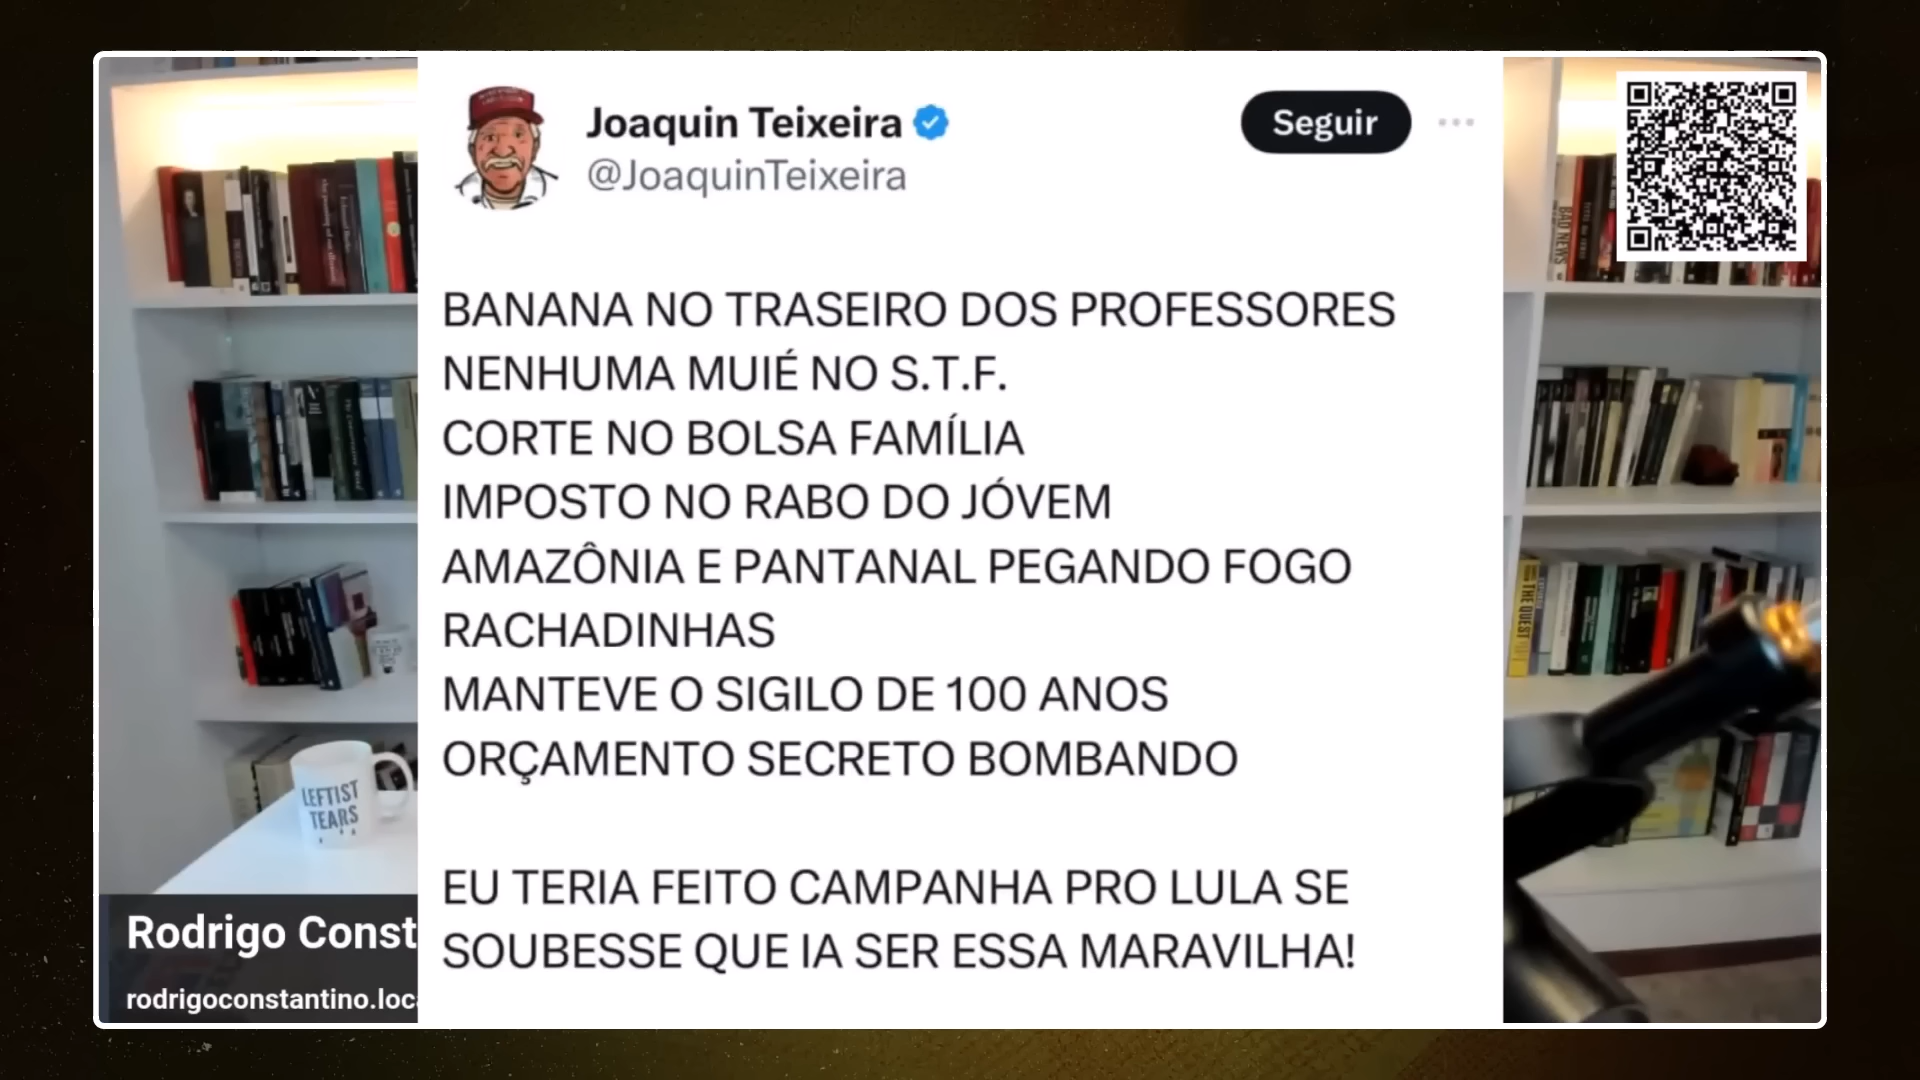 Joaquin Teixeira
@JoaquinTeixeira
Seguir
BANANA NO TRASEIRO DOS PROFESSORES
NENHUMA MUIÉ NO S.T.F.
CORTE NO BOLSA FAMÍLIA
IMPOSTO NO RABO DO JÓVEM
AMAZÔNIA E PANTANAL PEGANDO FOGO
RACHADINHAS
MANTEVE O SIGILO DE 100 ANOS
ORÇAMENTO SECRETO BOMBANDO
EU TERIA FEITO CAMPANHA PRO LULA SE
SOUBESSE QUE IA SER ESSA MARAVILHA!
LEFTIST
TEARS
Rodrigo Const
rodrigoconstantino.loc
BAD NEWS
THE QUEST